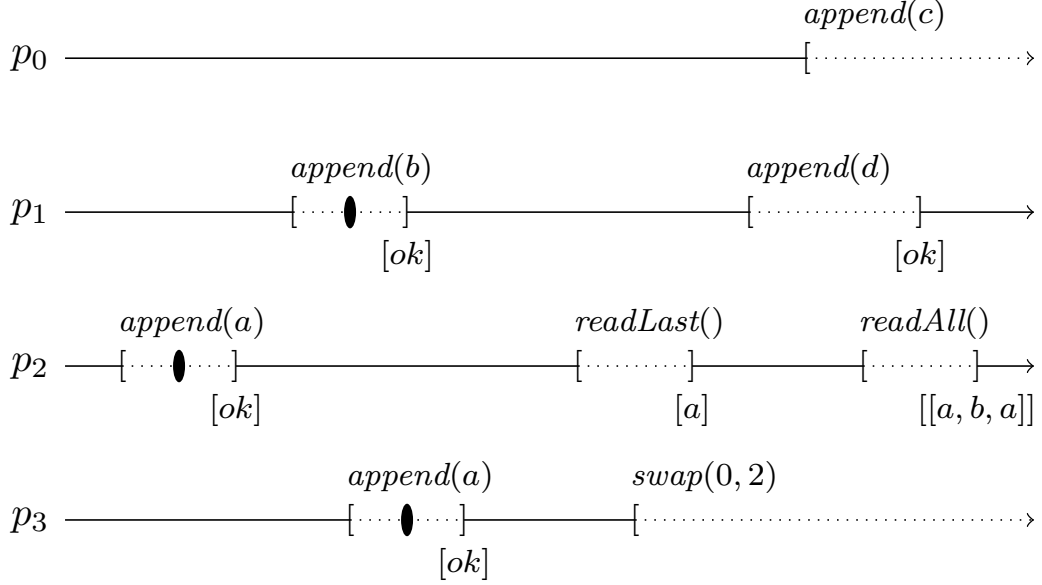 append(c)
p₀
append(b) append(d)
p₁
[ok] [ok]
append(a) readLast() readAll()
p₂
[ok] [a] [[a, b, a]]
append(a) swap(0, 2)
p₃
[ok]